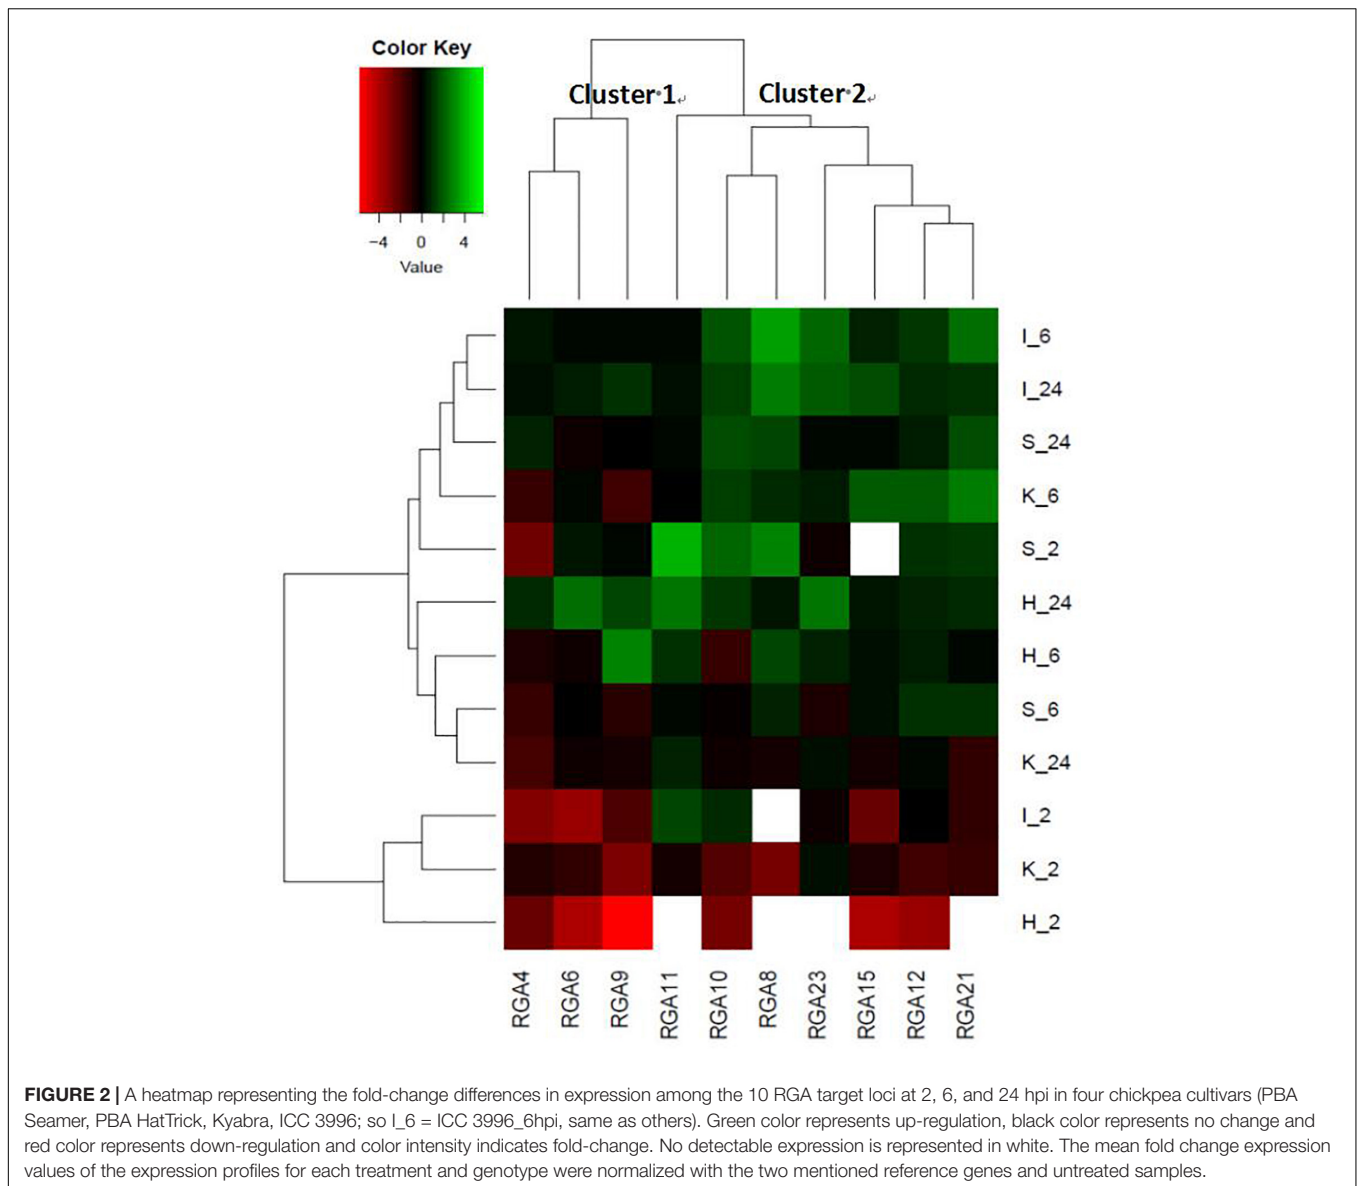 Color Key
Cluster 1
Cluster 2
−4 0 4
Value
I_6
I_24
S_24
K_6
S_2
H_24
H_6
S_6
K_24
I_2
K_2
H_2
RGA4
RGA6
RGA9
RGA11
RGA10
RGA8
RGA23
RGA15
RGA12
RGA21
FIGURE 2 | A heatmap representing the fold-change differences in expression among the 10 RGA target loci at 2, 6, and 24 hpi in four chickpea cultivars (PBA
Seamer, PBA HatTrick, Kyabra, ICC 3996; so I_6 = ICC 3996_6hpi, same as others). Green color represents up-regulation, black color represents no change and
red color represents down-regulation and color intensity indicates fold-change. No detectable expression is represented in white. The mean fold change expression
values of the expression profiles for each treatment and genotype were normalized with the two mentioned reference genes and untreated samples.